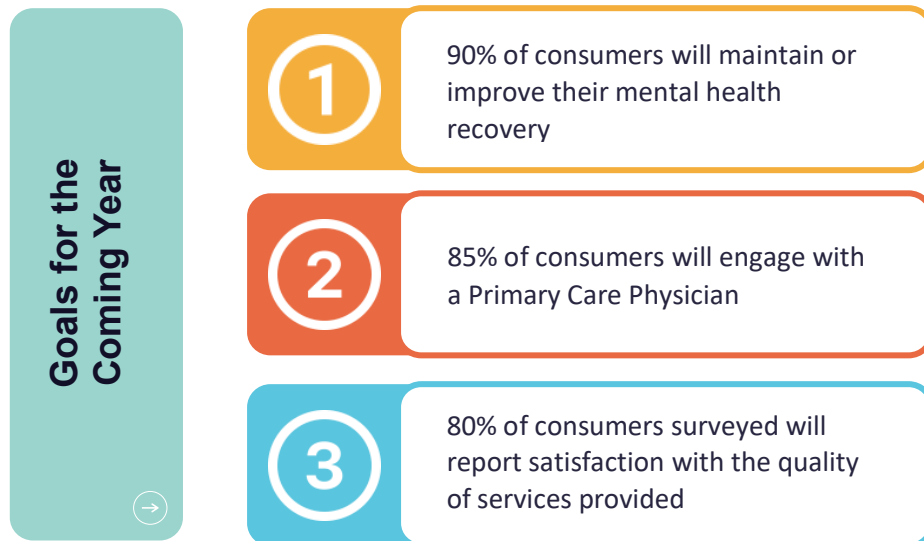 Goals for the
Coming Year
1
90% of consumers will maintain or
improve their mental health
recovery
2
85% of consumers will engage with
a Primary Care Physician
3
80% of consumers surveyed will
report satisfaction with the quality
of services provided